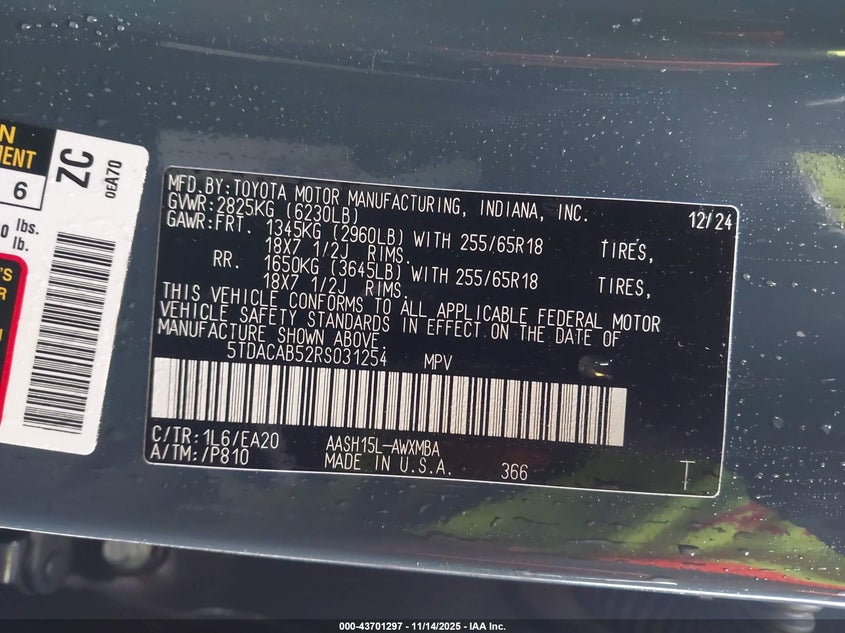 N
MENT
6
0 lbs.
0 lb.
'S
R
ZC
0EA70
MFD.BY:TOYOTA MOTOR MANUFACTURING, INDIANA, INC. 12/24
GVWR:2825KG (6230LB)
GAWR:FRT. 1345KG (2960LB) WITH 255/65R18 TIRES,
18X7 1/2J RIMS.
RR. 1650KG (3645LB) WITH 255/65R18 TIRES,
18X7 1/2J RIMS.
THIS VEHICLE CONFORMS TO ALL APPLICABLE FEDERAL MOTOR
VEHICLE SAFETY STANDARDS IN EFFECT ON THE DATE OF
MANUFACTURE SHOWN ABOVE.
5TDACAB52RS031254 MPV
C/TR:1L6/EA20 AASH15L-AWXMBA
A/TM:/P810 MADE IN U.S.A. 366 T
000-43701297 - 11/14/2025 - IAA Inc.